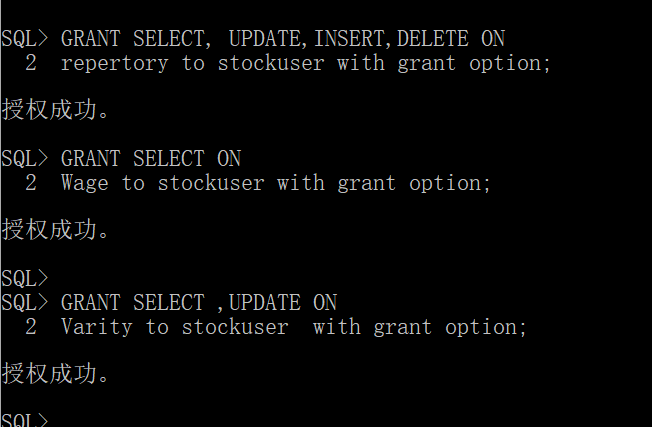 SQL> GRANT SELECT, UPDATE,INSERT,DELETE ON
2 repertory to stockuser with grant option;
授权成功。
SQL> GRANT SELECT ON
2 Wage to stockuser with grant option;
授权成功。
SQL>
SQL> GRANT SELECT ,UPDATE ON
2 Varity to stockuser  with grant option;
授权成功。
SQL>